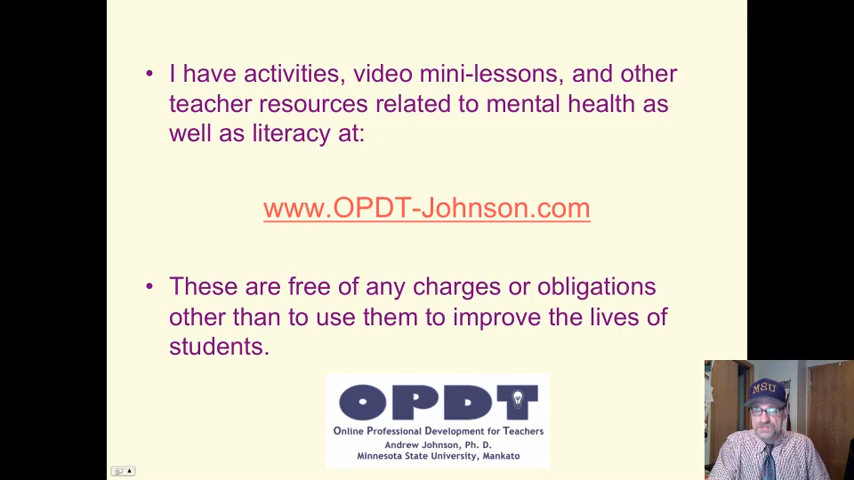 • I have activities, video mini-lessons, and other
teacher resources related to mental health as
well as literacy at:
www.OPDT-Johnson.com
• These are free of any charges or obligations
other than to use them to improve the lives of
students.
OPDT
Online Professional Development for Teachers
Andrew Johnson, Ph. D.
Minnesota State University, Mankato
MSU